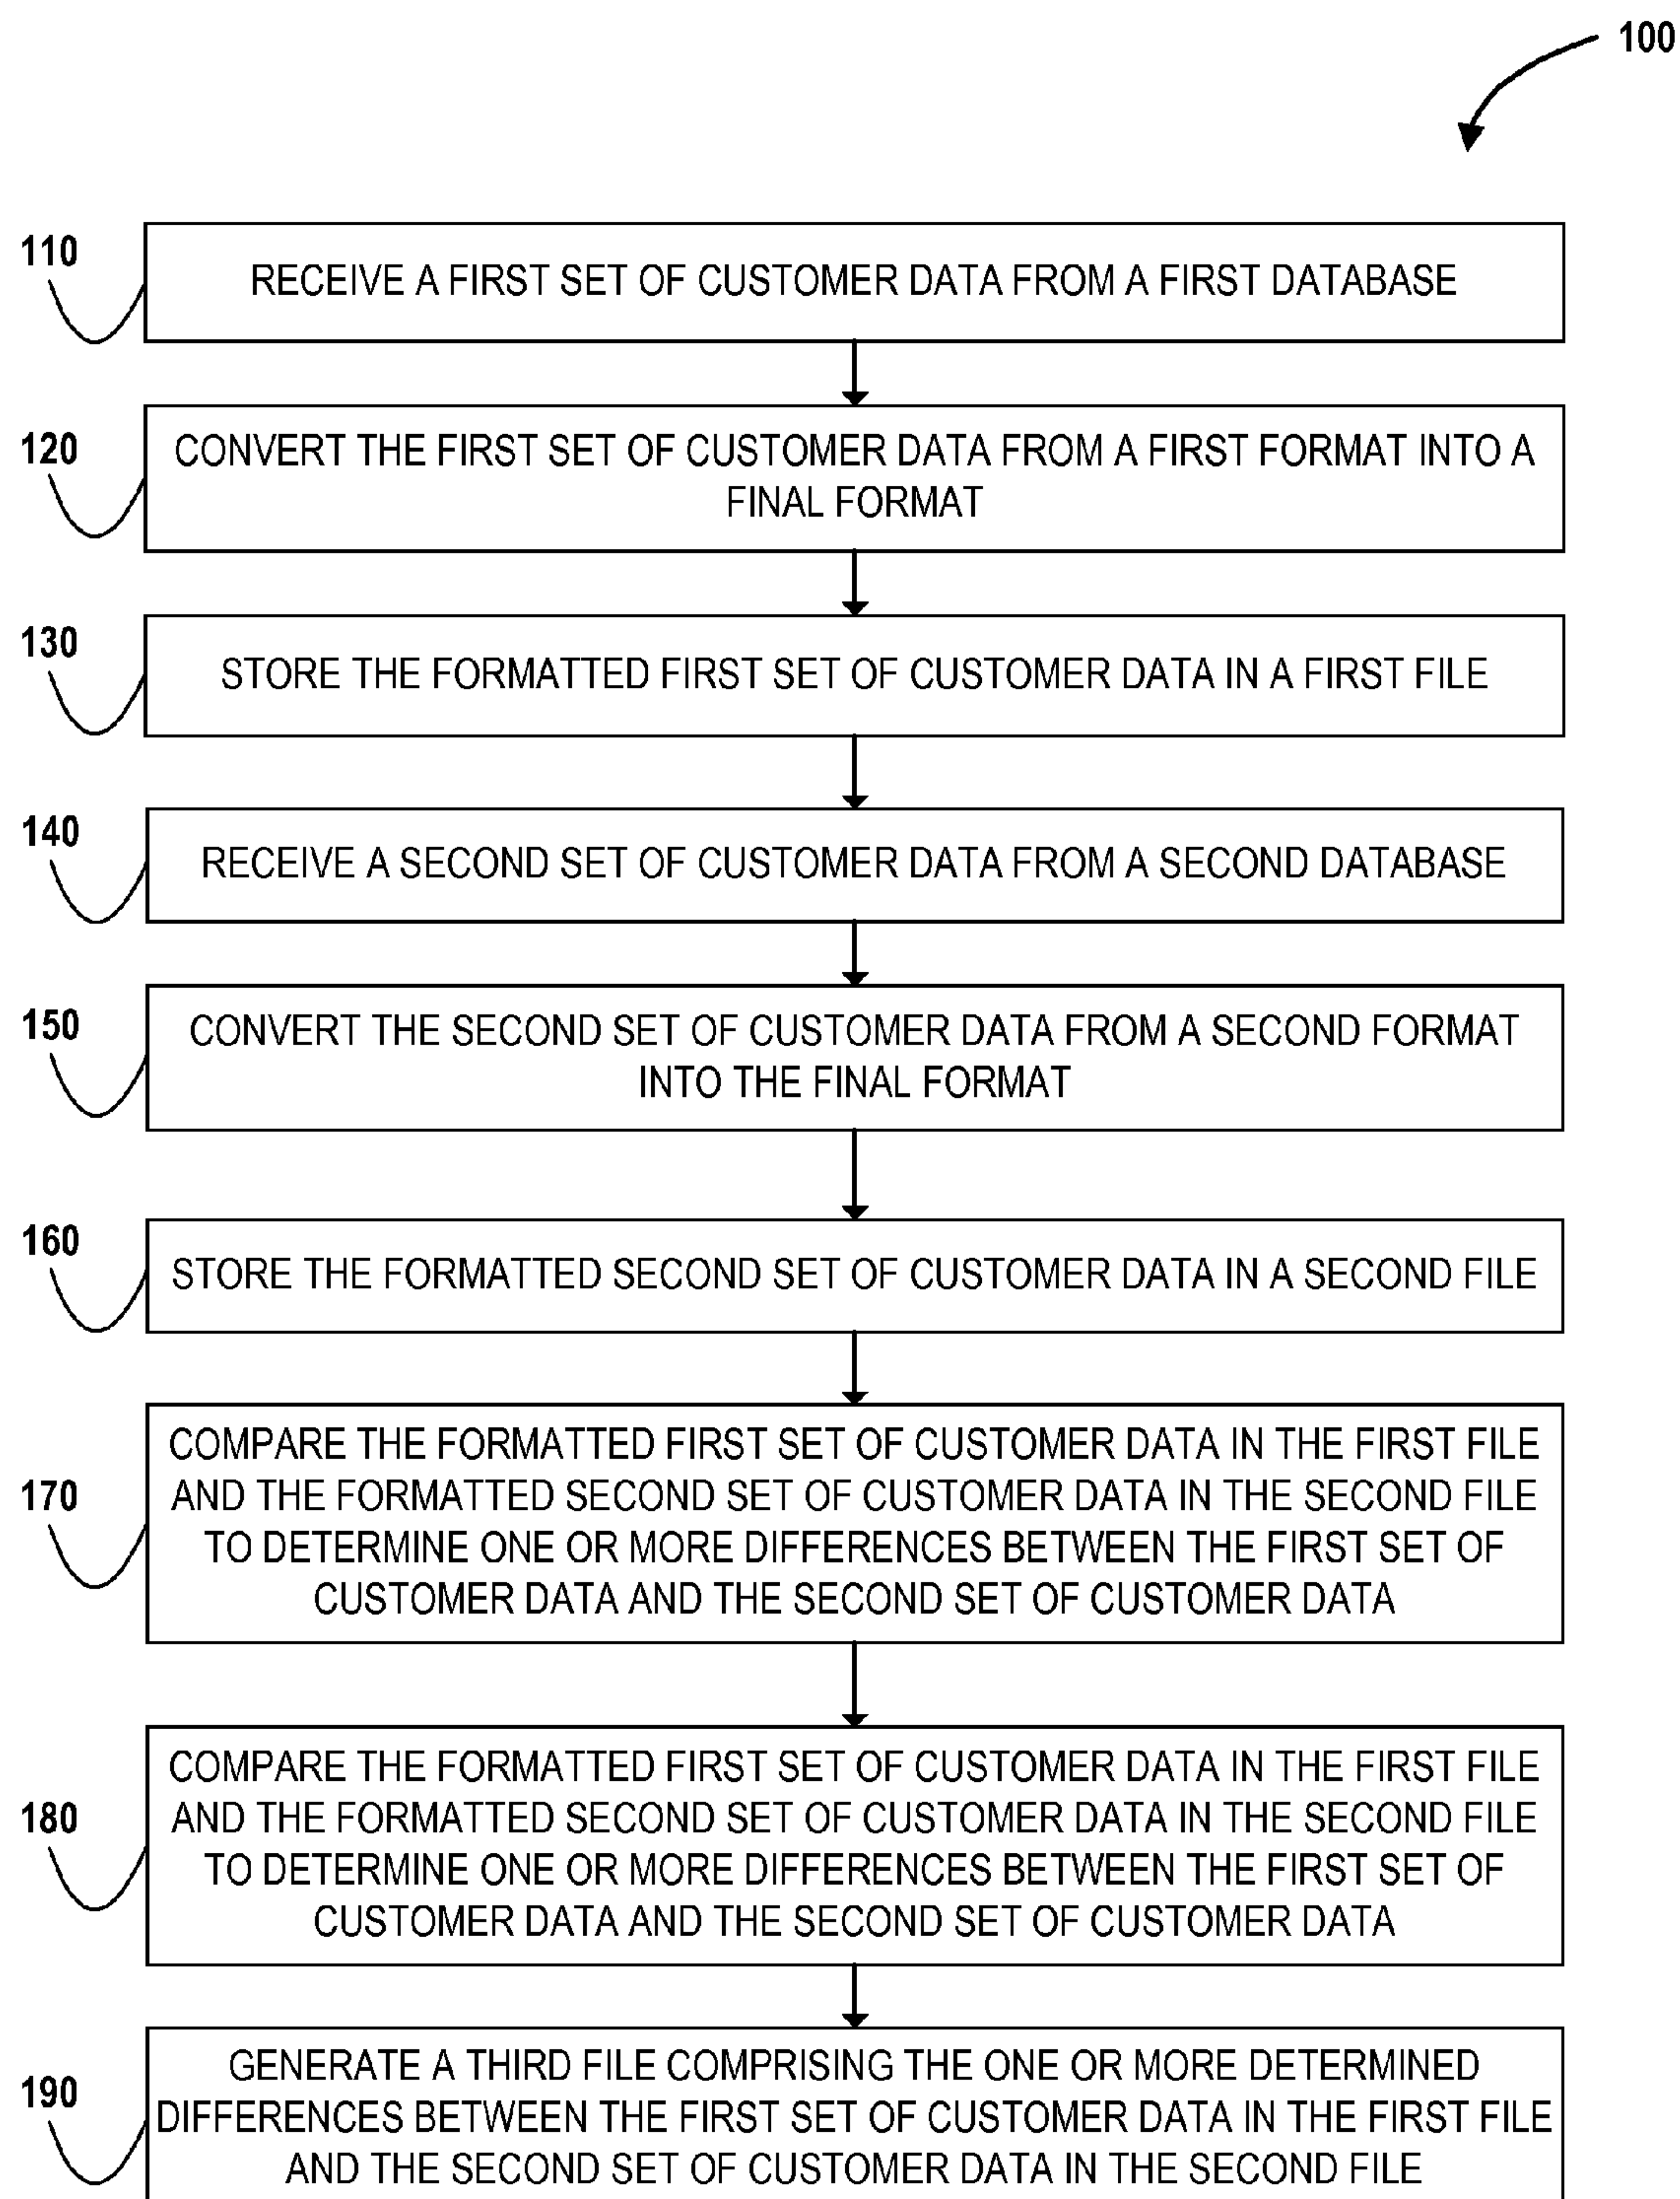 100
110
RECEIVE A FIRST SET OF CUSTOMER DATA FROM A FIRST DATABASE
120
CONVERT THE FIRST SET OF CUSTOMER DATA FROM A FIRST FORMAT INTO A
FINAL FORMAT
130
STORE THE FORMATTED FIRST SET OF CUSTOMER DATA IN A FIRST FILE
140
RECEIVE A SECOND SET OF CUSTOMER DATA FROM A SECOND DATABASE
150
CONVERT THE SECOND SET OF CUSTOMER DATA FROM A SECOND FORMAT
INTO THE FINAL FORMAT
160
STORE THE FORMATTED SECOND SET OF CUSTOMER DATA IN A SECOND FILE
170
COMPARE THE FORMATTED FIRST SET OF CUSTOMER DATA IN THE FIRST FILE
AND THE FORMATTED SECOND SET OF CUSTOMER DATA IN THE SECOND FILE
TO DETERMINE ONE OR MORE DIFFERENCES BETWEEN THE FIRST SET OF
CUSTOMER DATA AND THE SECOND SET OF CUSTOMER DATA
180
COMPARE THE FORMATTED FIRST SET OF CUSTOMER DATA IN THE FIRST FILE
AND THE FORMATTED SECOND SET OF CUSTOMER DATA IN THE SECOND FILE
TO DETERMINE ONE OR MORE DIFFERENCES BETWEEN THE FIRST SET OF
CUSTOMER DATA AND THE SECOND SET OF CUSTOMER DATA
190
GENERATE A THIRD FILE COMPRISING THE ONE OR MORE DETERMINED
DIFFERENCES BETWEEN THE FIRST SET OF CUSTOMER DATA IN THE FIRST FILE
AND THE SECOND SET OF CUSTOMER DATA IN THE SECOND FILE